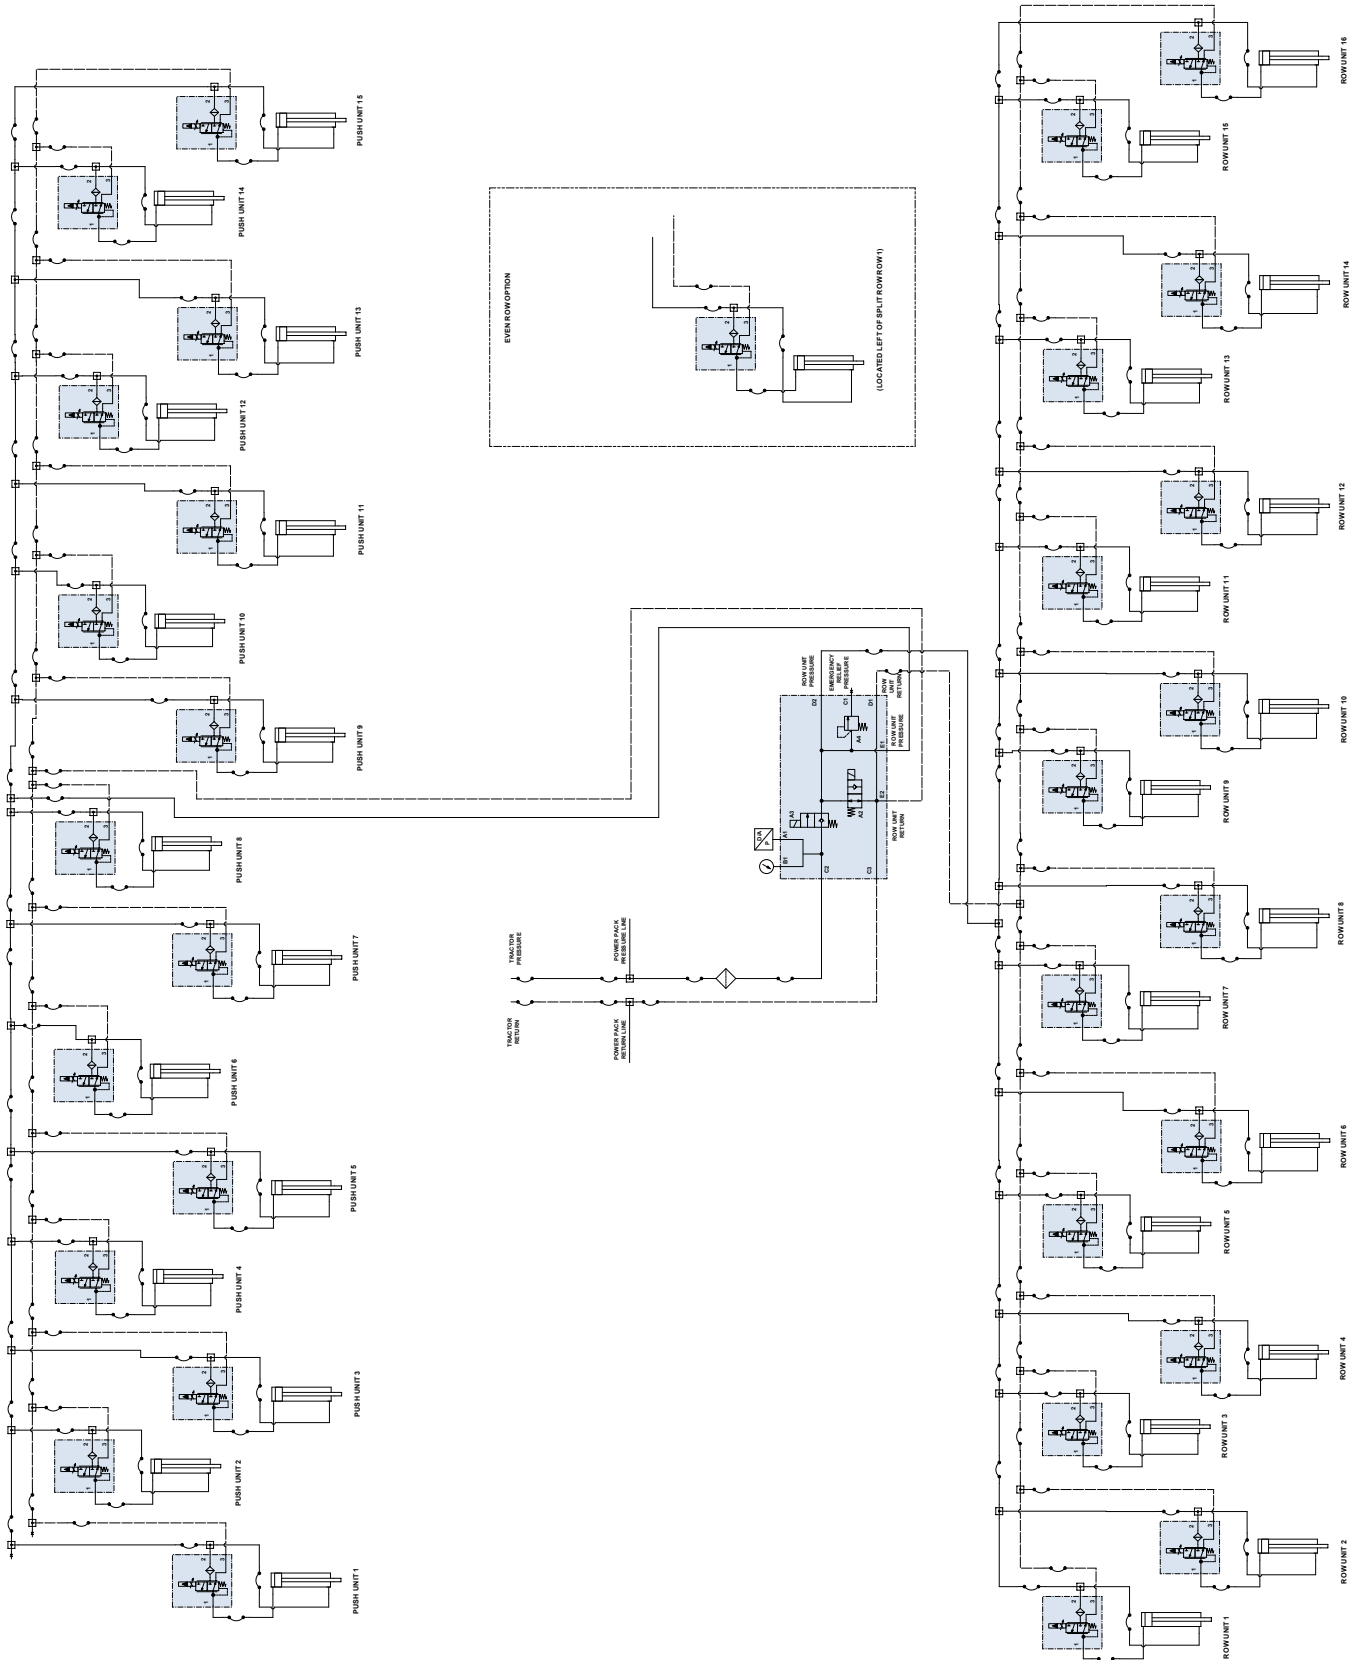 PUSH UNIT 15
PUSH UNIT 14
PUSH UNIT 13
PUSH UNIT 12
PUSH UNIT 11
PUSH UNIT 10
PUSH UNIT 9
PUSH UNIT 8
PUSH UNIT 7
PUSH UNIT 6
PUSH UNIT 5
PUSH UNIT 4
PUSH UNIT 3
PUSH UNIT 2
PUSH UNIT 1
EVEN ROW OPTION
(LOCATED LEFT OF SPLIT ROW ROW 1)
TRACTOR
PRESSURE
POWER PACK
PRESSURE LINE
TRACTOR
RETURN
POWER PACK
RETURN LINE
ROW UNIT
PRESSURE
EMERGENCY
RELIEF
PRESSURE
ROW
UNIT
RETURN
D2
C1
D1
A4
E1
ROW UNIT
PRESSURE
A3
A2
E2
ROW UNIT
RETURN
D/A
P
A1
B1
C2
C3
ROW UNIT 16
ROW UNIT 15
ROW UNIT 14
ROW UNIT 13
ROW UNIT 12
ROW UNIT 11
ROW UNIT 10
ROW UNIT 9
ROW UNIT 8
ROW UNIT 7
ROW UNIT 6
ROW UNIT 5
ROW UNIT 4
ROW UNIT 3
ROW UNIT 2
ROW UNIT 1